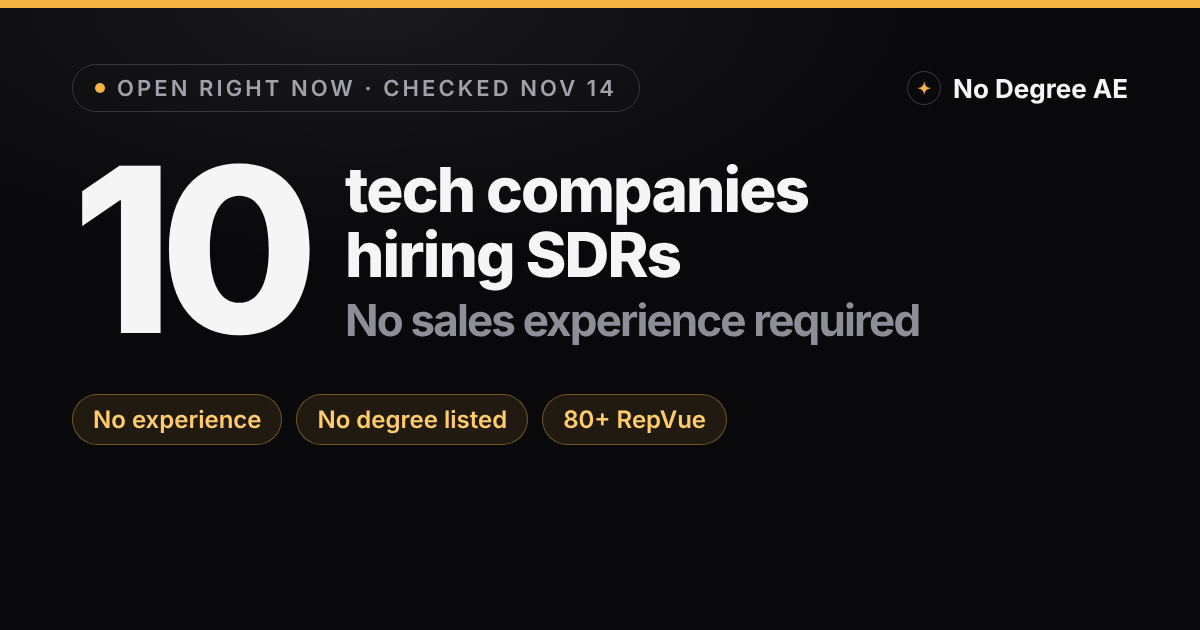 OPEN RIGHT NOW · CHECKED NOV 14
No Degree AE
10
tech companies
hiring SDRs
No sales experience required
No experience
No degree listed
80+ RepVue